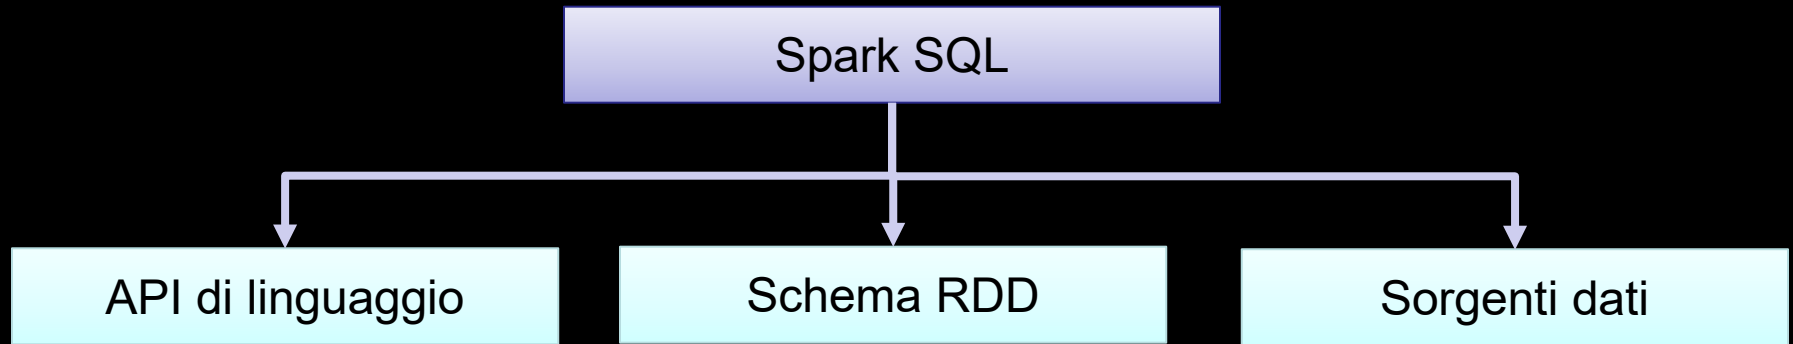 Spark SQL
API di linguaggio
Schema RDD
Sorgenti dati